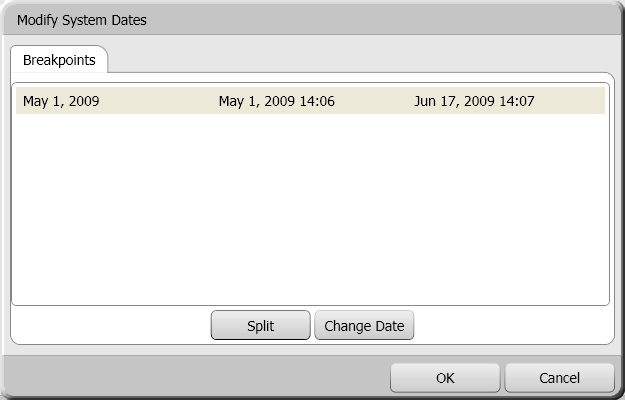 Modify System Dates
Breakpoints
May 1, 2009 May 1, 2009 14:06 Jun 17, 2009 14:07
Split Change Date
OK Cancel